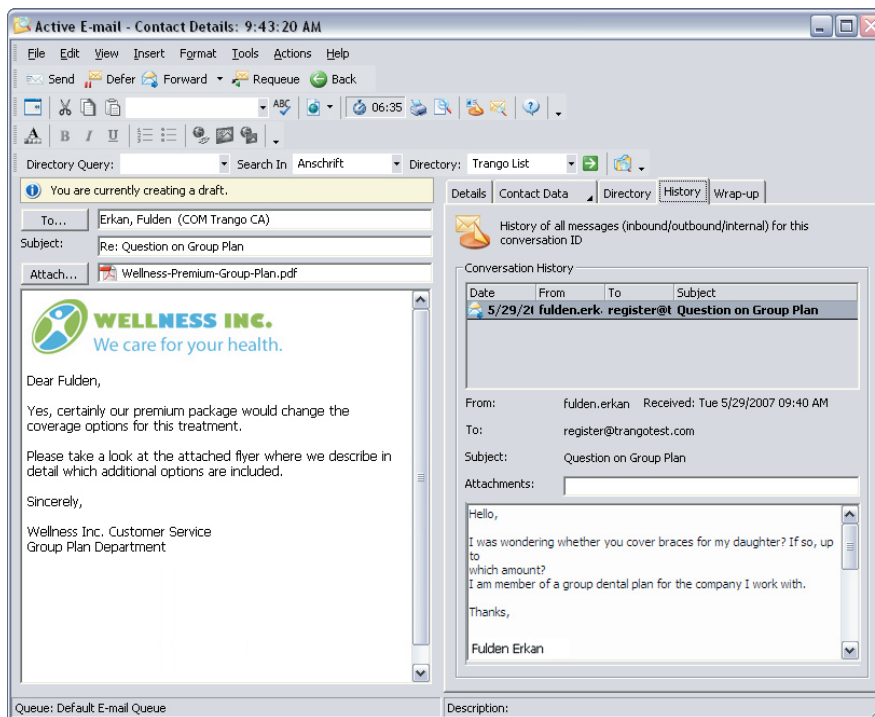 Active E-mail - Contact Details: 9:43:20 AM
File Edit View Insert Format Tools Actions Help
Send Defer Forward Requeue Back
ABC 06:35
A B I U
Directory Query: Search In Anschrift Directory: Trango List
You are currently creating a draft.
To... Erkan, Fulden (COM Trango CA)
Subject: Re: Question on Group Plan
Attach... Wellness-Premium-Group-Plan.pdf
WELLNESS INC.
We care for your health.
Dear Fulden,
Yes, certainly our premium package would change the
coverage options for this treatment.
Please take a look at the attached flyer where we describe in
detail which additional options are included.
Sincerely,
Wellness Inc. Customer Service
Group Plan Department
Queue: Default E-mail Queue
Details Contact Data Directory History Wrap-up
History of all messages (inbound/outbound/internal) for this
conversation ID
Conversation History
Date From To Subject
5/29/2( fulden.erk. register@t Question on Group Plan
From: fulden.erkan Received: Tue 5/29/2007 09:40 AM
To: register@trangotest.com
Subject: Question on Group Plan
Attachments:
Hello,
I was wondering whether you cover braces for my daughter? If so, up
to
which amount?
I am member of a group dental plan for the company I work with.
Thanks,
Fulden Erkan
Description: